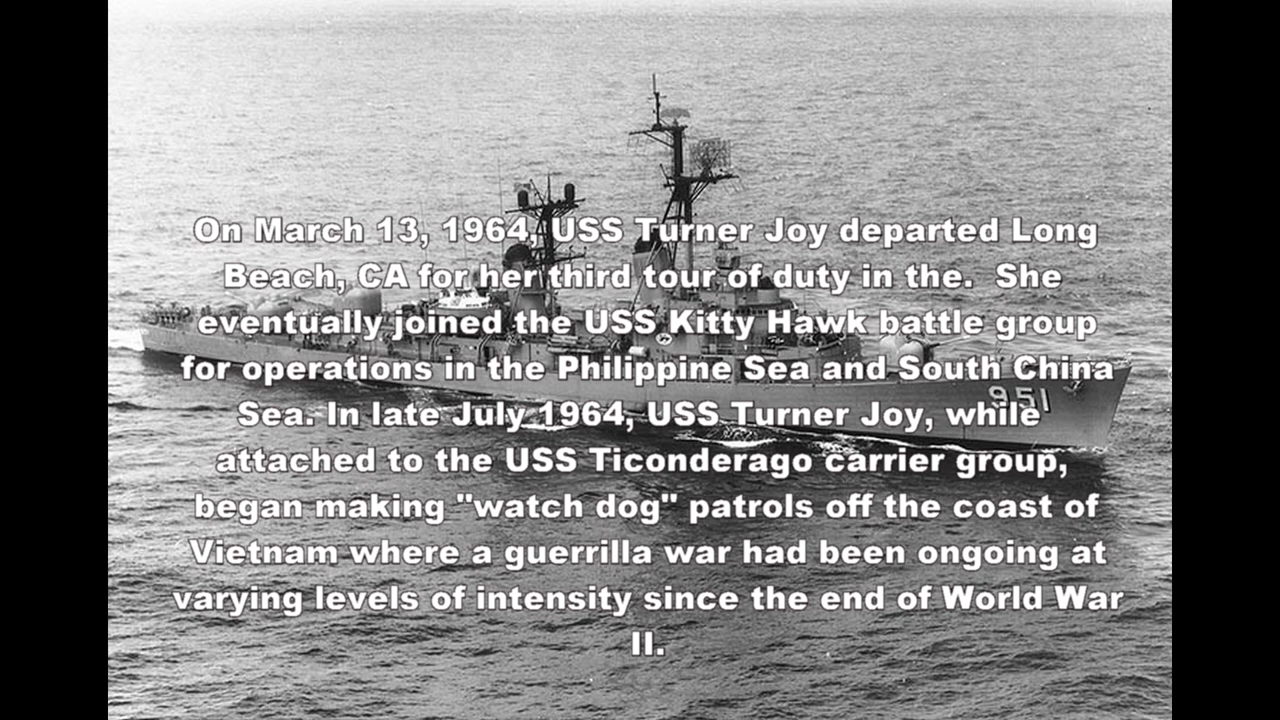 On March 13, 1964, USS Turner Joy departed Long
Beach, CA for her third tour of duty in the.  She
eventually joined the USS Kitty Hawk battle group
for operations in the Philippine Sea and South China
Sea. In late July 1964, USS Turner Joy, while
attached to the USS Ticonderago carrier group,
began making "watch dog" patrols off the coast of
Vietnam where a guerrilla war had been ongoing at
varying levels of intensity since the end of World War
II.
951